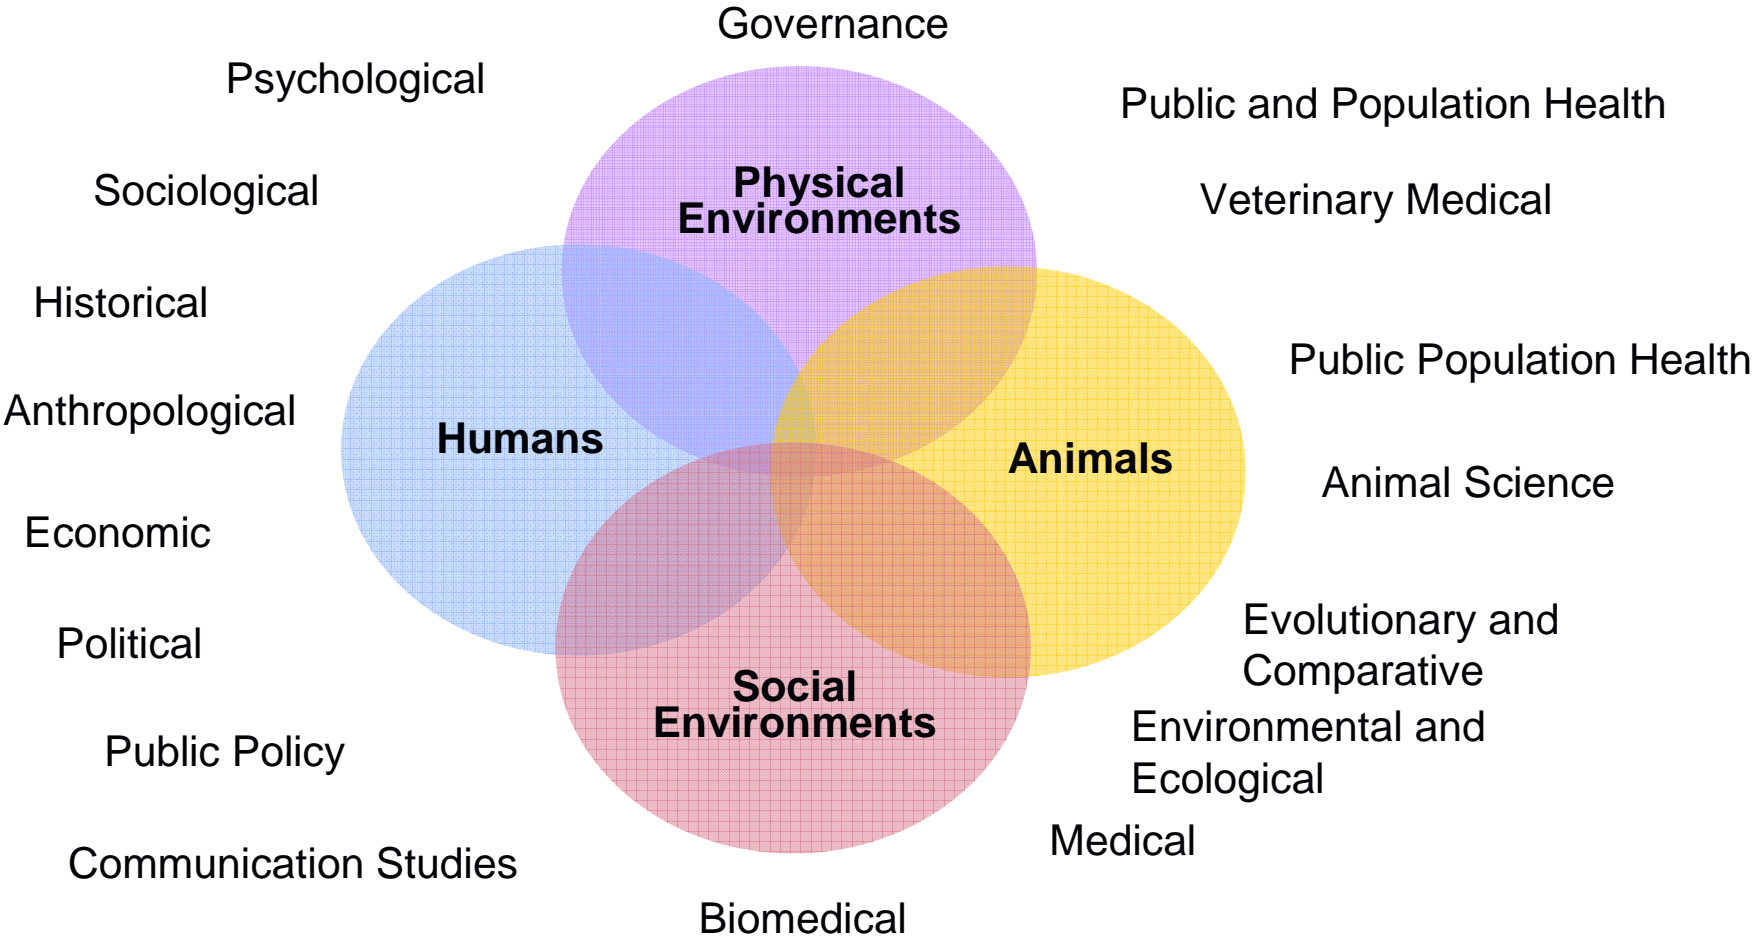 Governance
Psychological
Public and Population Health
Physical
Environments
Sociological
Veterinary Medical
Historical
Public Population Health
Anthropological
Humans
Animals
Animal Science
Economic
Evolutionary and
Comparative
Political
Social
Environments
Environmental and
Ecological
Public Policy
Medical
Communication Studies
Biomedical